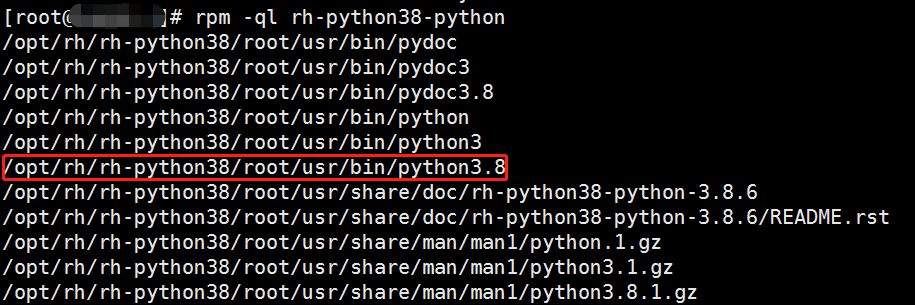 [root@ ]# rpm -ql rh-python38-python
/opt/rh/rh-python38/root/usr/bin/pydoc
/opt/rh/rh-python38/root/usr/bin/pydoc3
/opt/rh/rh-python38/root/usr/bin/pydoc3.8
/opt/rh/rh-python38/root/usr/bin/python
/opt/rh/rh-python38/root/usr/bin/python3
/opt/rh/rh-python38/root/usr/bin/python3.8
/opt/rh/rh-python38/root/usr/share/doc/rh-python38-python-3.8.6
/opt/rh/rh-python38/root/usr/share/doc/rh-python38-python-3.8.6/README.rst
/opt/rh/rh-python38/root/usr/share/man/man1/python.1.gz
/opt/rh/rh-python38/root/usr/share/man/man1/python3.1.gz
/opt/rh/rh-python38/root/usr/share/man/man1/python3.8.1.gz